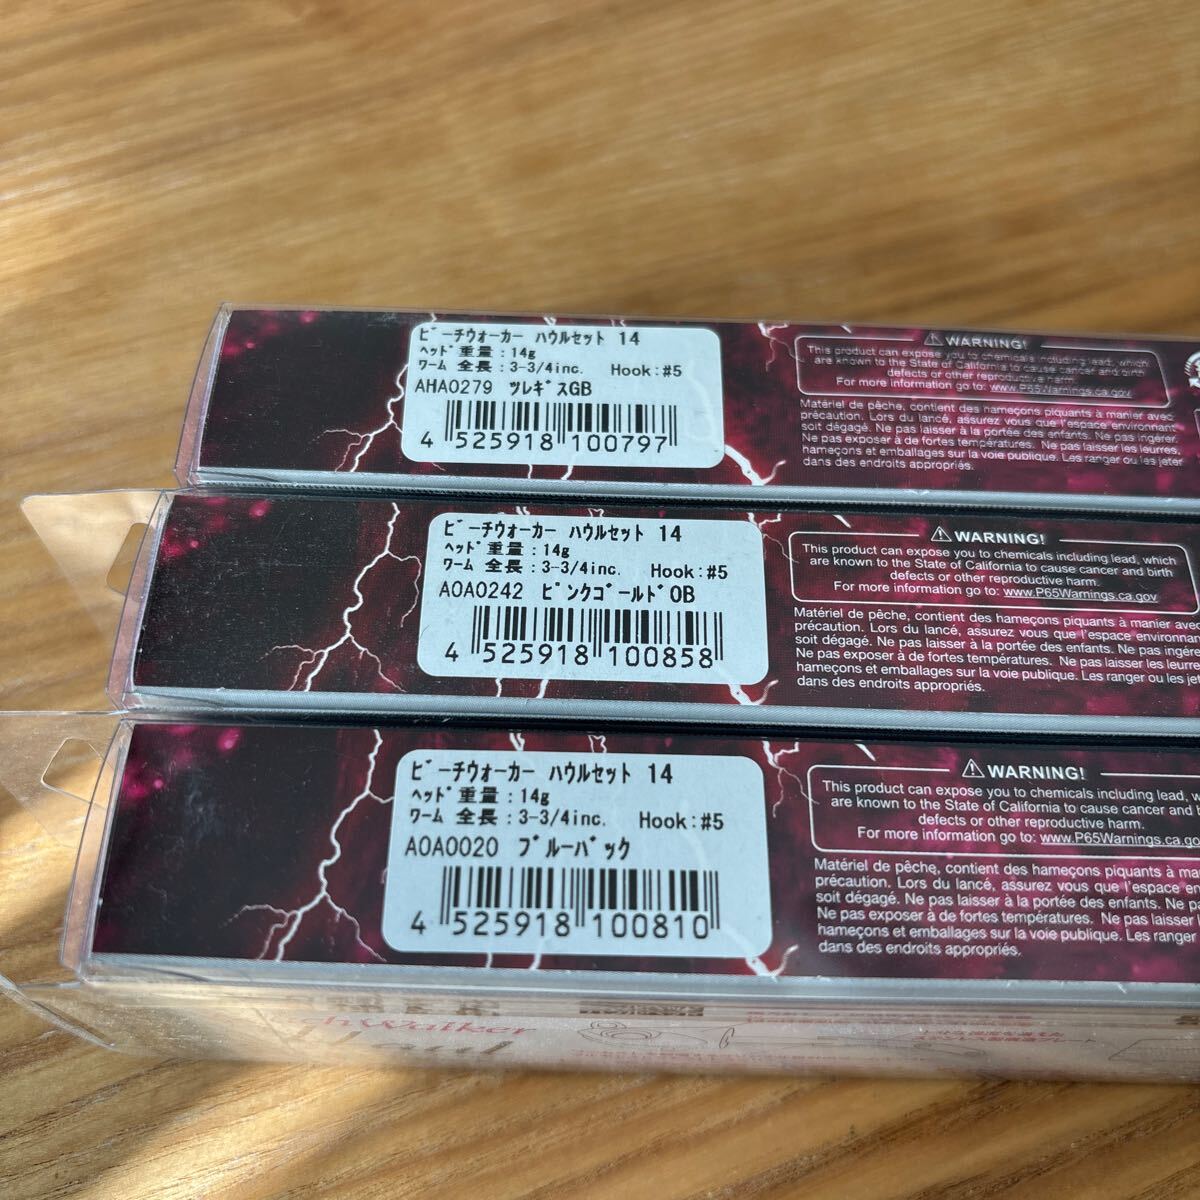 ビーチウォーカー ハウルセット 14
ヘッド重量:14g
ワーム 全長:3-3/4inc. Hook:#5
AHA0279 ツレギスGB
4 525918 100797
WARNING!
This product can expose you to chemicals including lead, which
are known to the State of California to cause cancer and birth
defects or other reproductive harm.
For more information go to: www.P65Warnings.ca.gov
Matériel de pêche, contient des hameçons piquants à manier avec
précaution. Lors du lancé, assurez vous que l'espace environnant
soit dégagé. Ne pas laisser à la portée des enfants. Ne pas ingérer.
Ne pas exposer à de fortes températures. Ne pas laisser les leurres,
hameçons et emballages sur la voie publique. Les ranger ou les jeter
dans des endroits appropriés.
ビーチウォーカー ハウルセット 14
ヘッド重量:14g
ワーム 全長:3-3/4inc. Hook:#5
AOA0242 ピンクゴールドOB
4 525918 100858
WARNING!
This product can expose you to chemicals including lead, which
are known to the State of California to cause cancer and birth
defects or other reproductive harm.
For more information go to: www.P65Warnings.ca.gov
Matériel de pêche, contient des hameçons piquants à manier avec
précaution. Lors du lancé, assurez vous que l'espace environnan
soit dégagé. Ne pas laisser à la portée des enfants. Ne pas ingére
Ne pas exposer à de fortes températures. Ne pas laisser les leurre
hameçons et emballages sur la voie publique. Les ranger ou les jet
dans des endroits appropriés.
ビーチウォーカー ハウルセット 14
ヘッド重量:14g
ワーム 全長:3-3/4inc. Hook:#5
AOA0020 ブルーバック
4 525918 100810
WARNING!
This product can expose you to chemicals including lead, w
are known to the State of California to cause cancer and b
defects or other reproductive harm.
For more information go to: www.P65Warnings.ca.go
Matériel de pêche, contient des hameçons piquants à ma
précaution. Lors du lancé, assurez vous que l'espace en
soit dégagé. Ne pas laisser à la portée des enfants. Ne pa
Ne pas exposer à de fortes températures. Ne pas laisser
hameçons et emballages sur la voie publique. Les ranger
dans des endroits appropriés.
hWalker